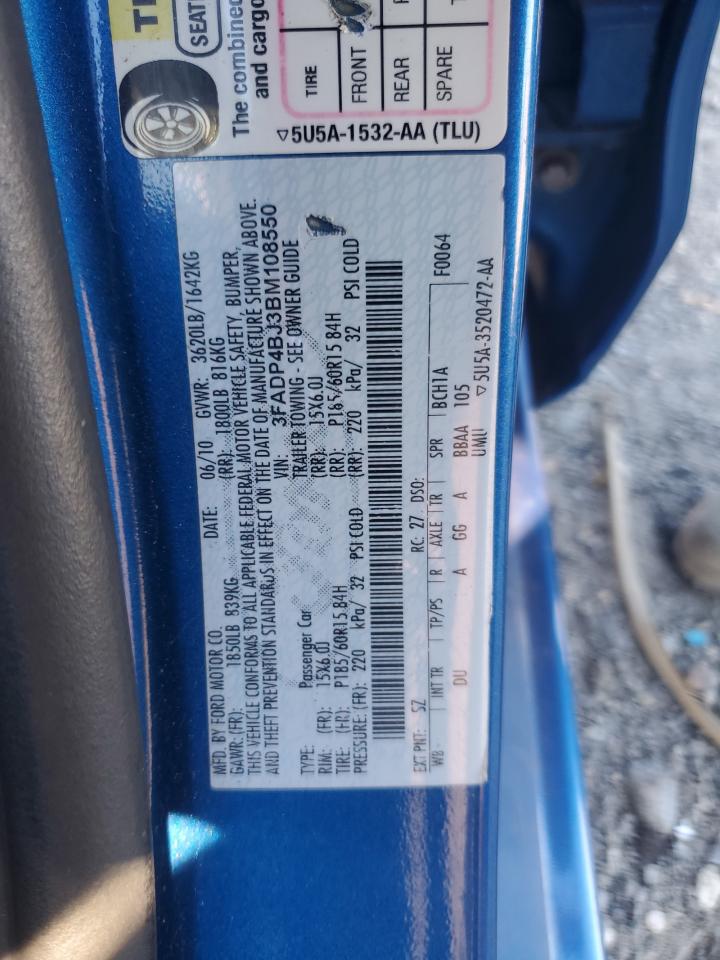 TI
SEATI
The combined
and cargo
TIRE
FRONT
REAR
SPARE
▽5U5A-1532-AA (TLU)
MFD. BY FORD MOTOR CO. DATE: 06/10 GVWR: 3620LB/1642KG
GAWR: (FR): 1850LB 839KG (RR): 1800LB 816KG
THIS VEHICLE CONFORMS TO ALL APPLICABLE FEDERAL MOTOR VEHICLE SAFETY, BUMPER,
AND THEFT PREVENTION STANDARDS IN EFFECT ON THE DATE OF MANUFACTURE SHOWN ABOVE.
VIN: 3FADP4BJ3BM108550
TYPE: Passenger Car TRAILER TOWING - SEE OWNER GUIDE
RIM: (FR): 15X6.0J (RR): 15X6.0J
TIRE: (FR): P185/60R15 84H (RR): P185/60R15 84H
PRESSURE: (FR): 220 kPa/ 32 PSI COLD (RR): 220 kPa/ 32 PSI COLD
EXT PNT: SZ RC: 27 DSO: F0064
WB INT TR TP/PS R AXLE TR SPR BCH1A
DU A GG A BBAA 105
UMU ▽5U5A-3520472-AA